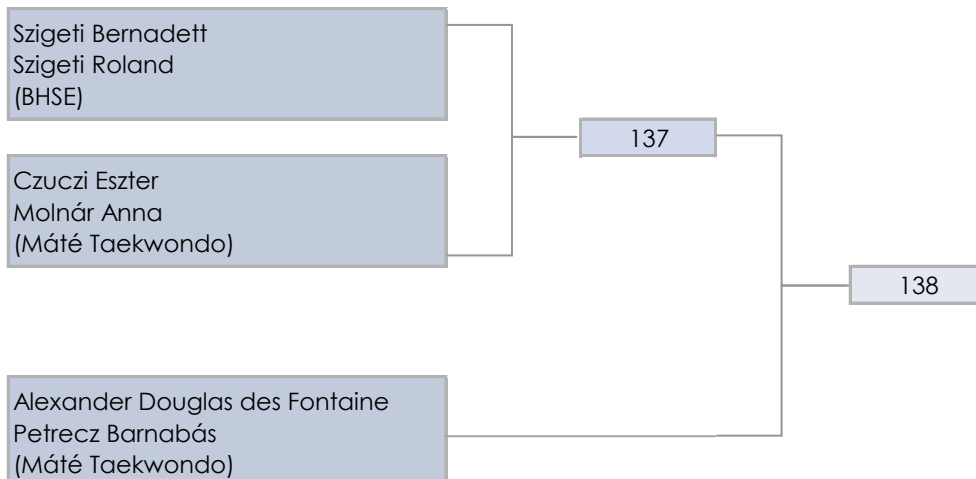 Szigeti Bernadett
Szigeti Roland
(BHSE)
137
Czuczi Eszter
Molnár Anna
(Máté Taekwondo)
138
Alexander Douglas des Fontaine
Petrecz Barnabás
(Máté Taekwondo)